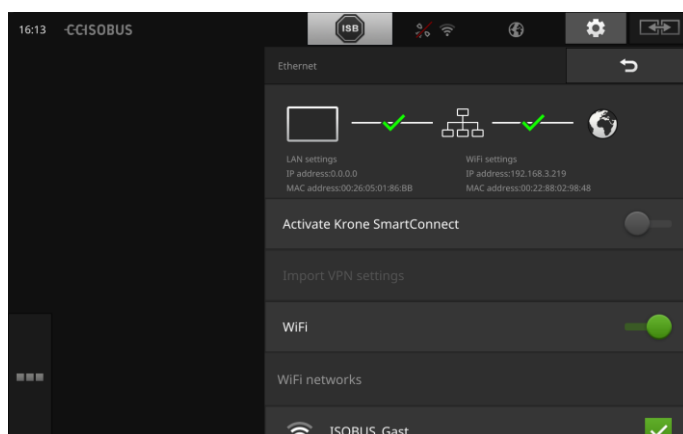 16:13 CCISOBUS
ISB
Ethernet
LAN settings
IP address:0.0.0.0
MAC address:00:26:05:01:86:BB
WiFi settings
IP address:192.168.3.219
MAC address:00:22:88:02:98:48
Activate Krone SmartConnect
Import VPN settings
WiFi
WiFi networks
ISOBUS_Gast